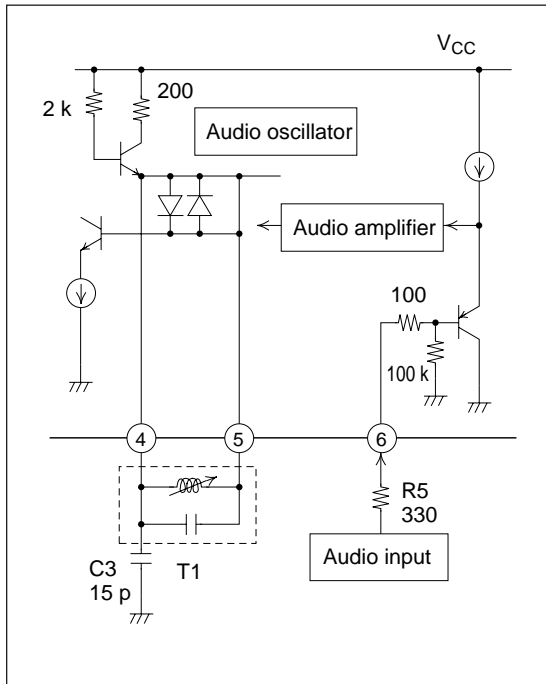 VCC
200
2 k
Audio oscillator
Audio amplifier
100
100 k
4
5
6
R5
330
Audio input
C3
15 p
T1